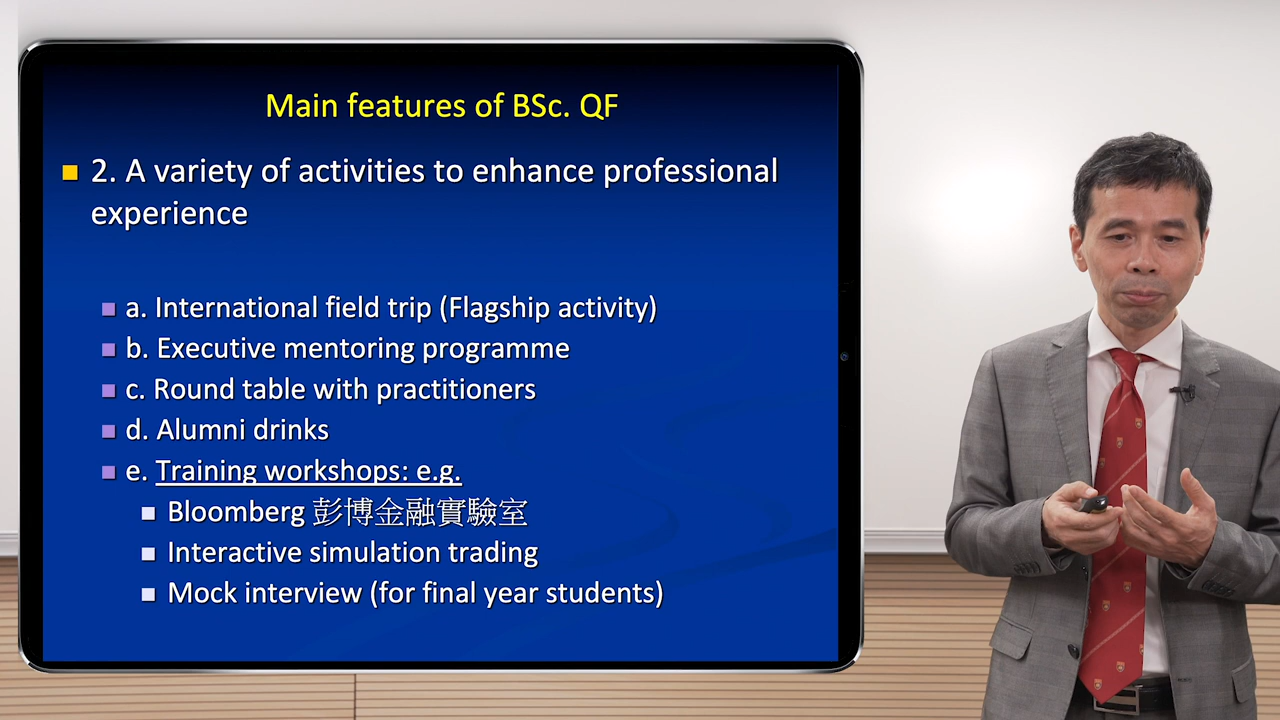 Main features of BSc. QF
2. A variety of activities to enhance professional
experience
a. International field trip (Flagship activity)
b. Executive mentoring programme
c. Round table with practitioners
d. Alumni drinks
e. Training workshops: e.g.
Bloomberg 彭博金融實驗室
Interactive simulation trading
Mock interview (for final year students)